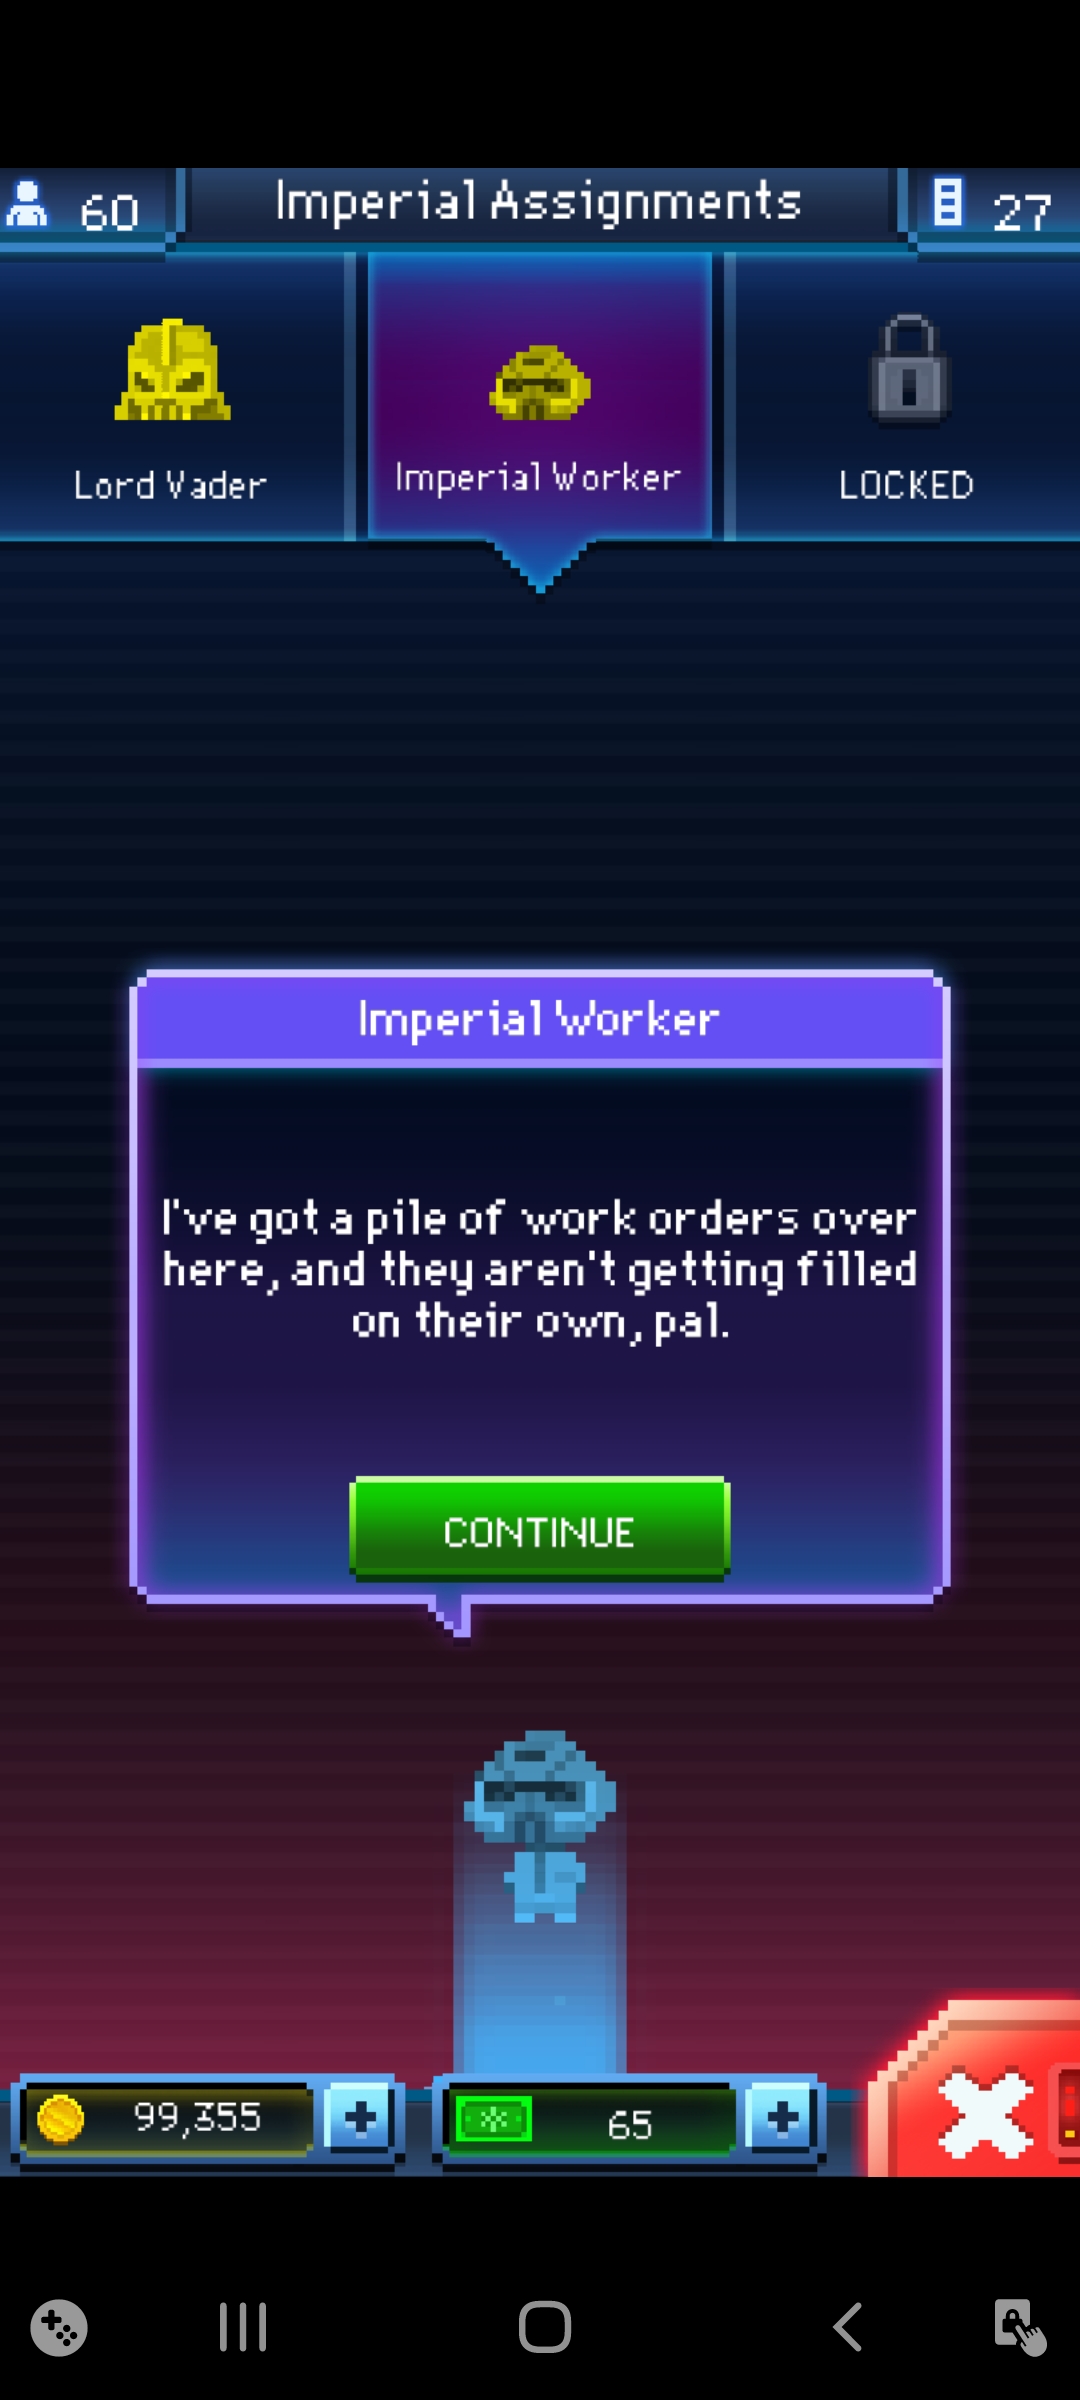 60
Imperial Assignments
27
Lord Vader
Imperial Worker
LOCKED
Imperial Worker
I've got a pile of work orders over
here, and they aren't getting filled
on their own, pal.
CONTINUE
99,355
65